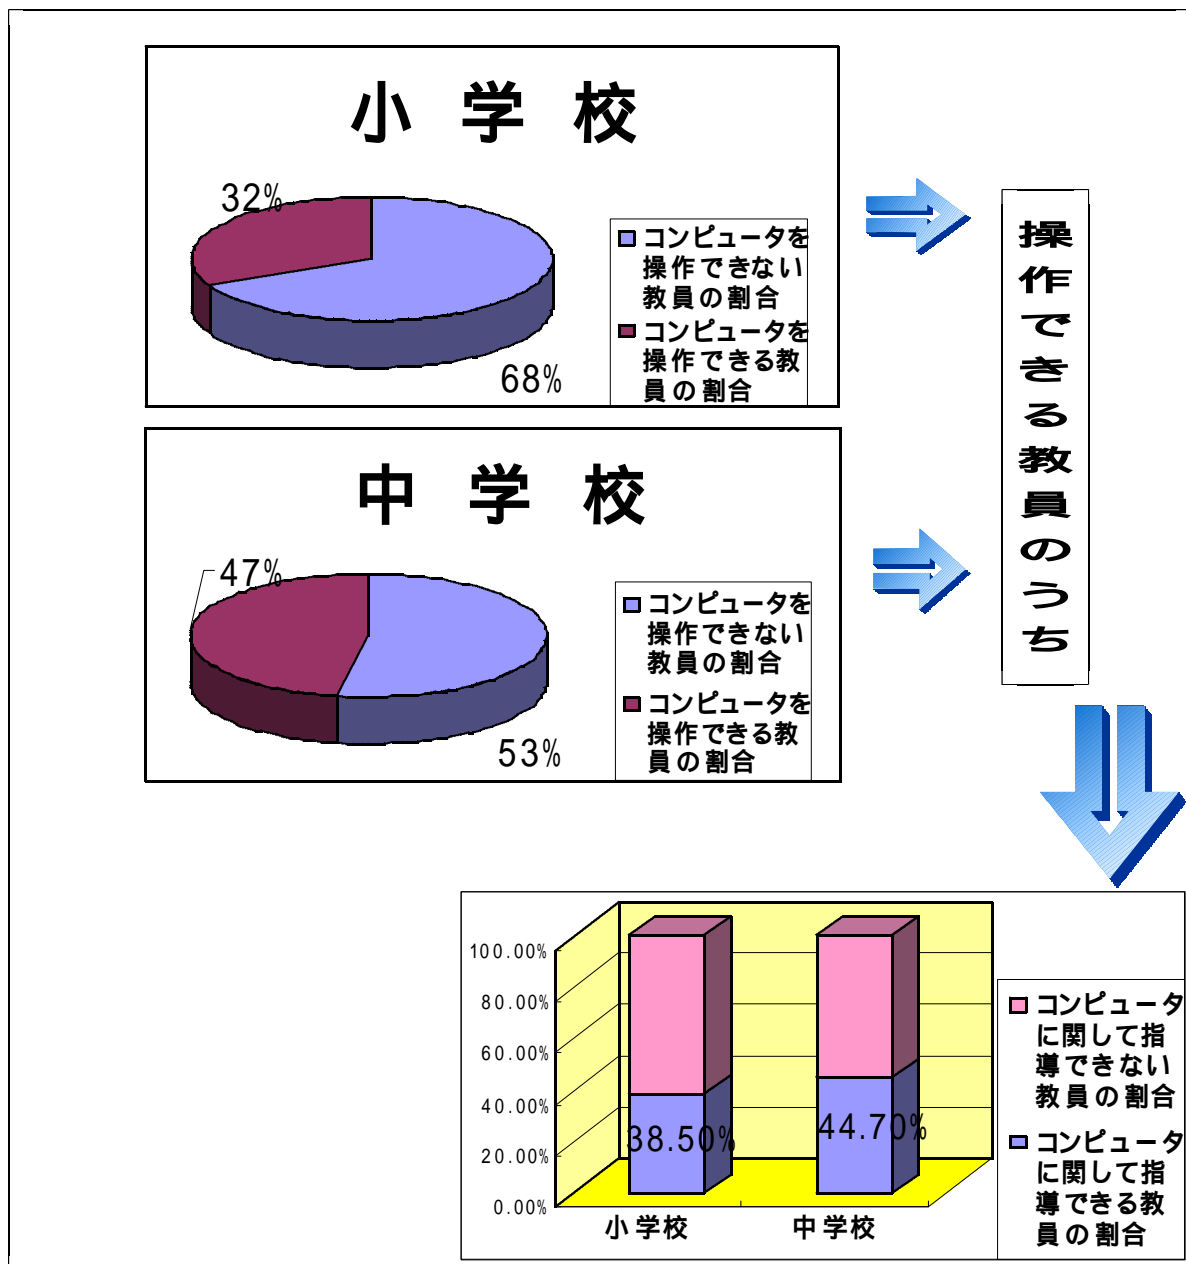 小学校
32%
68%
コンピュータを
操作できない
教員の割合
コンピュータを
操作できる教
員の割合
中学校
47%
53%
コンピュータを
操作できない
教員の割合
コンピュータを
操作できる教
員の割合
操作できる教員のうち
100.00%
80.00%
60.00%
40.00%
20.00%
0.00%
38.50%
44.70%
小学校
中学校
コンピュータ
に関して指
導できない
教員の割合
コンピュータ
に関して指
導できる教
員の割合